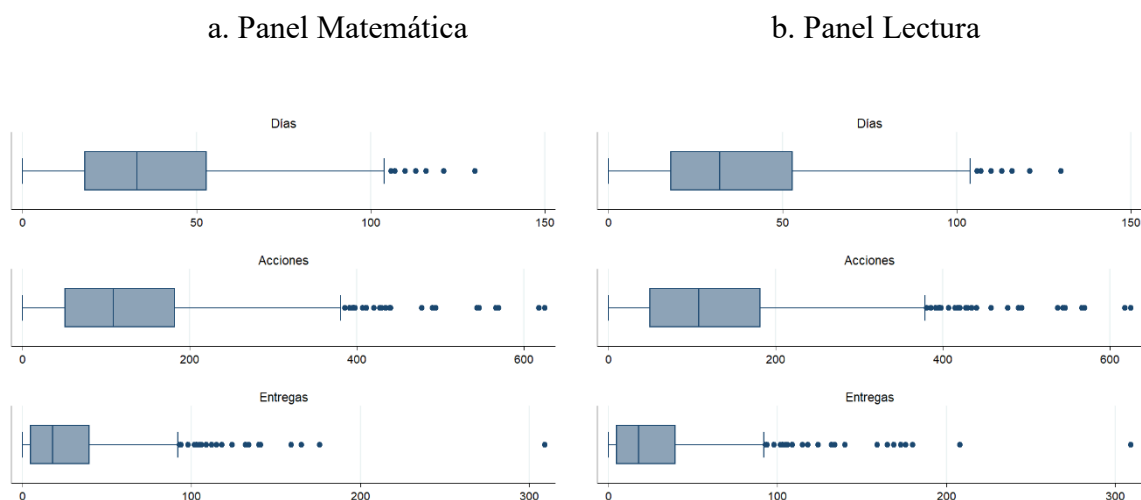 a. Panel Matemática
b. Panel Lectura
Días
0 50 100 150
Días
0 50 100 150
Acciones
0 200 400 600
Acciones
0 200 400 600
Entregas
0 100 200 300
Entregas
0 100 200 300